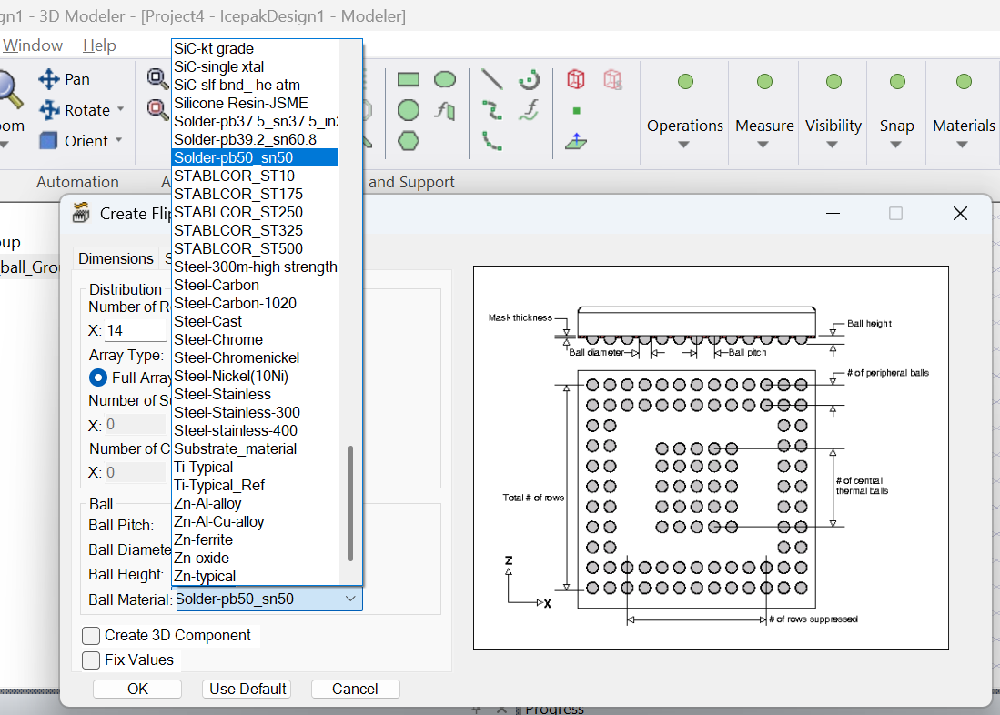 gn1 - 3D Modeler - [Project4 - IcepakDesign1 - Modeler]
Window Help
Pan
Rotate
Orient
Operations Measure Visibility Snap Materials
Automation
and Support
SiC-kt grade
SiC-single xtal
SiC-slf bnd_ he atm
Silicone Resin-JSME
Solder-pb37.5_sn37.5_in2
Solder-pb39.2_sn60.8
Solder-pb50_sn50
STABLCOR_ST10
STABLCOR_ST175
STABLCOR_ST250
STABLCOR_ST325
STABLCOR_ST500
Steel-300m-high strength
Steel-Carbon
Steel-Carbon-1020
Steel-Cast
Steel-Chrome
Steel-Chromenickel
Steel-Nickel(10Ni)
Steel-Stainless
Steel-Stainless-300
Steel-stainless-400
Substrate_material
Ti-Typical
Ti-Typical_Ref
Zn-Al-alloy
Zn-Al-Cu-alloy
Zn-ferrite
Zn-oxide
Zn-typical
oup
_ball_Grou
Create Flip
Dimensions S
Distribution
Number of R
X: 14
Array Type:
Full Array
Number of S
X: 0
Number of C
X: 0
Ball
Ball Pitch:
Ball Diamete
Ball Height:
Ball Material: Solder-pb50_sn50
Create 3D Component
Fix Values
OK Use Default Cancel
Mask thickness
Ball height
Ball diameter
Ball pitch
# of peripheral balls
Total # of rows
# of central
thermal balls
Z
X
# of rows suppressed
Progress